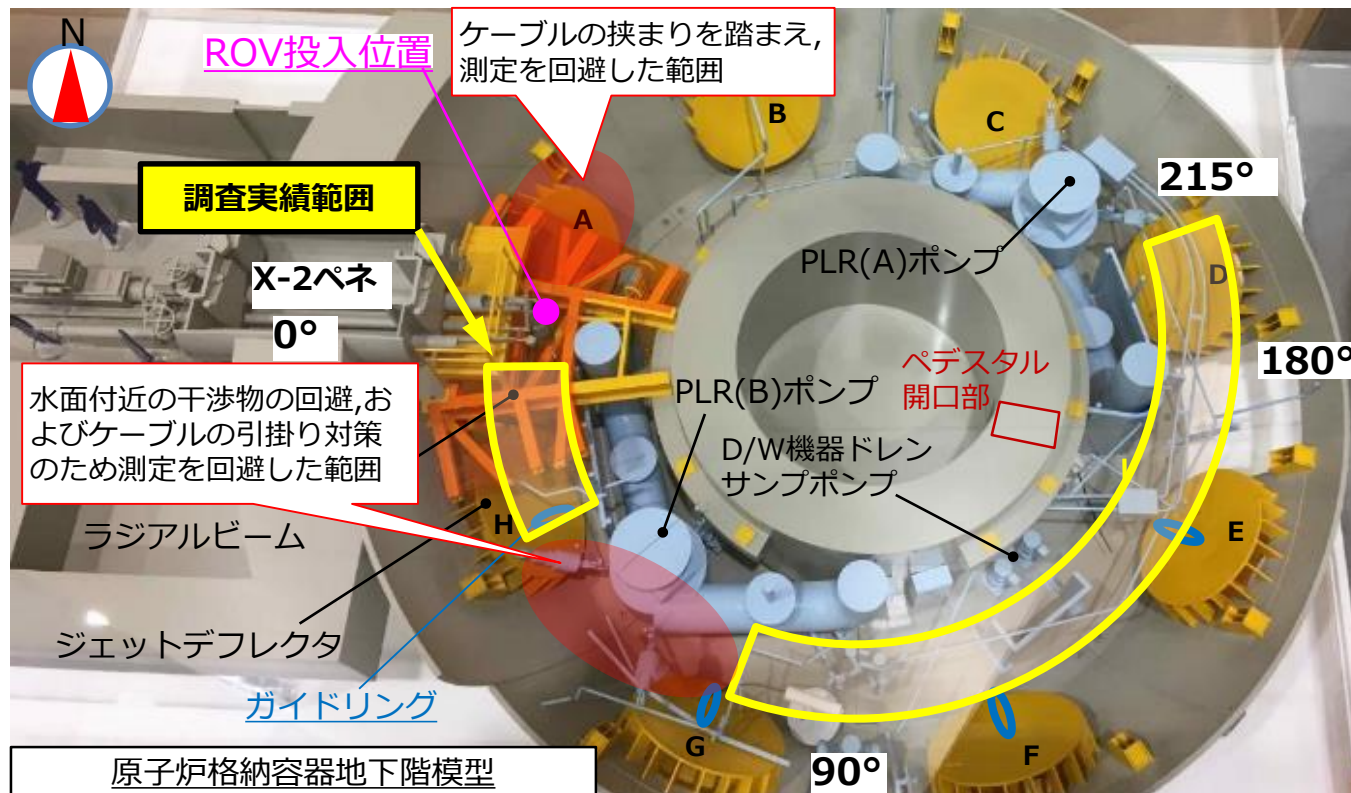 N
ROV投入位置
ケーブルの挟まりを踏まえ,
測定を回避した範囲
B
C
調査実績範囲
A
215°
PLR(A)ポンプ
D
X-2ペネ
0°
ペデスタル
開口部
180°
水面付近の干渉物の回避,お
よびケーブルの引掛り対策
のため測定を回避した範囲
PLR(B)ポンプ
D/W機器ドレン
サンプポンプ
H
E
ラジアルビーム
ジェットデフレクタ
ガイドリング
G
F
90°
原子炉格納容器地下階模型